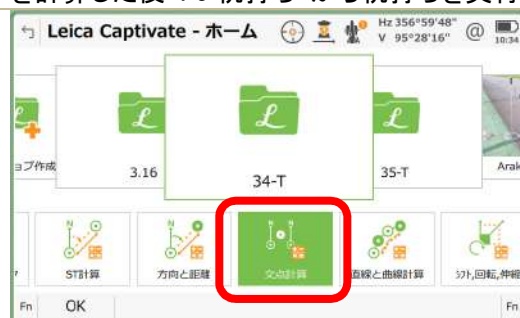 Leica Captivate - ホーム
Hz 356°59'48"
V 95°28'16"
10:34
ョブ作成
3.16
34-T
35-T
Arak
ST計算
方向と距離
交点計算
直線と曲線計算
ｼﾌﾄ,回転,伸縮
Fn
OK
Fn